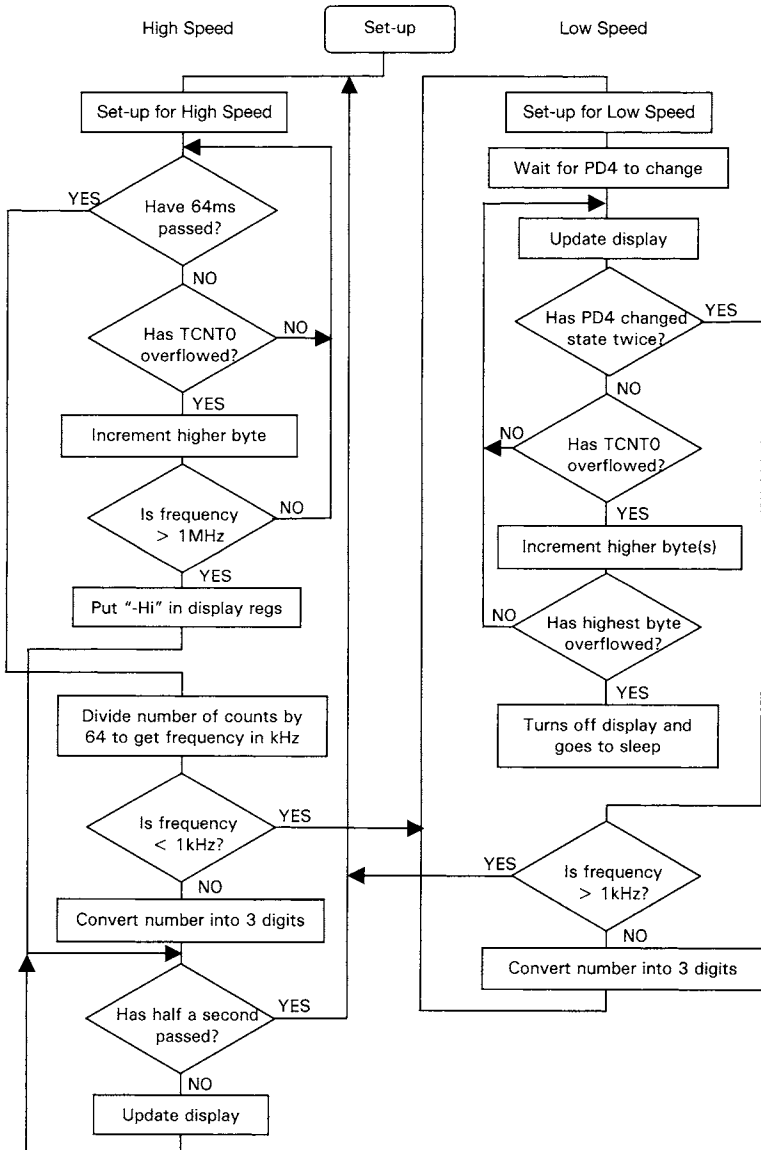 High Speed
Set-up
Low Speed
Set-up for High Speed
Have 64ms
passed?
YES
NO
Has TCNT0
overflowed?
NO
YES
Increment higher byte
Is frequency
> 1MHz
NO
YES
Put "-Hi" in display regs
Divide number of counts by
64 to get frequency in kHz
Is frequency
< 1kHz?
YES
NO
Convert number into 3 digits
Has half a second
passed?
YES
NO
Update display
Set-up for Low Speed
Wait for PD4 to change
Update display
Has PD4 changed
state twice?
YES
NO
Has TCNT0
overflowed?
NO
YES
Increment higher byte(s)
Has highest byte
overflowed?
NO
YES
Turns off display and
goes to sleep
Is frequency
> 1kHz?
YES
NO
Convert number into 3 digits